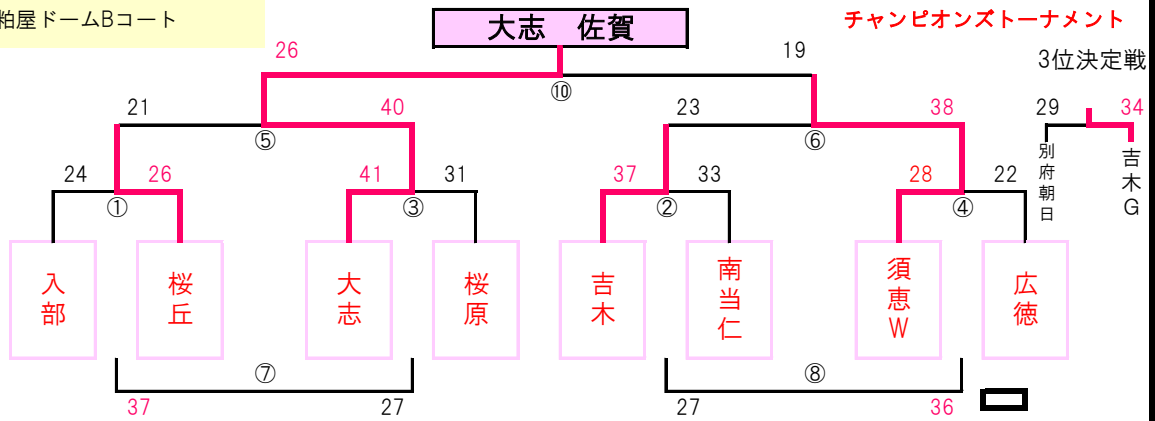 粕屋ドームBコート
大志　佐賀
チャンピオンズトーナメント
26
19
3位決定戦
⑩
21
40
23
38
29
34
⑤
⑥
別府朝日
吉木G
24
26
41
31
37
33
28
22
①
③
②
④
入部
桜丘
大志
桜原
吉木
南当仁
須恵W
広徳
⑦
⑧
37
27
27
36